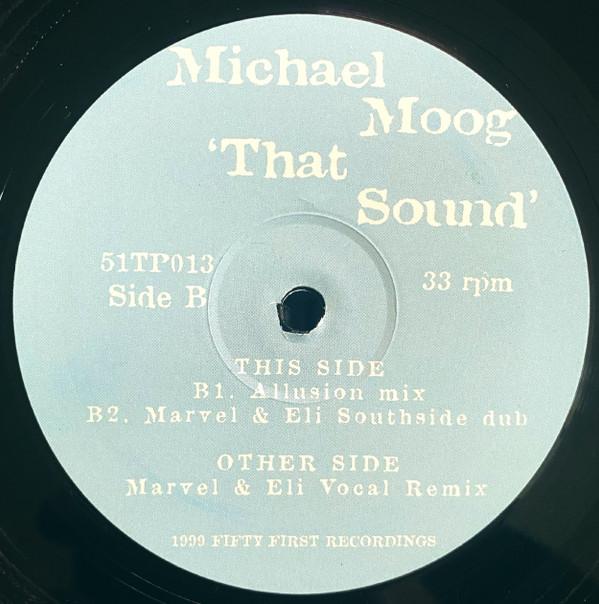 Michael
Moog
'That
Sound'
51TP013
Side B
33 rpm
THIS SIDE
B1. Allusion mix
B2. Marvel & Eli Southside dub
OTHER SIDE
Marvel & Eli Vocal Remix
1999 FIFTY FIRST RECORDINGS